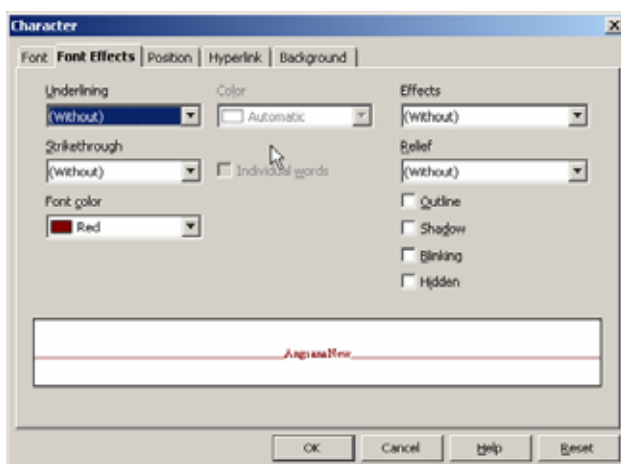 Character
Font Font Effects Position Hyperlink Background
Underlining Color Effects
(Without) Automatic (Without)
Strikethrough Relief
(Without) Individual words (Without)
Font color Outline
Red Shadow
Blinking
Hidden
AngsanaNew
OK Cancel Help Reset